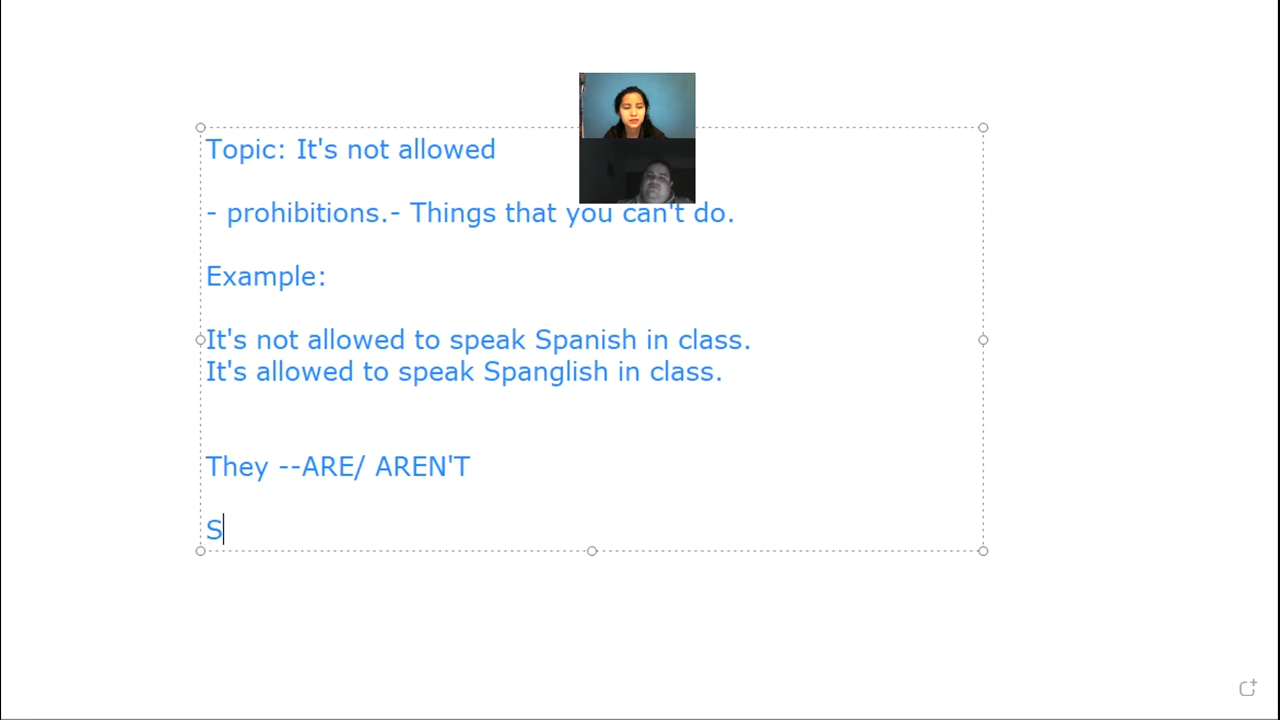 Topic: It's not allowed
- prohibitions.- Things that you can't do.
Example:
It's not allowed to speak Spanish in class.
It's allowed to speak Spanglish in class.
They --ARE/ AREN'T
S